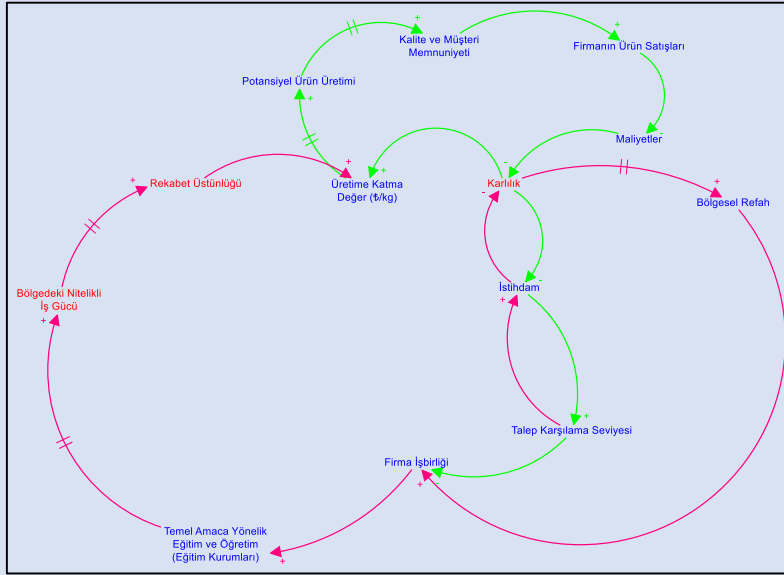 Kalite ve Müşteri
Memnuniyeti
Firmanın Ürün Satışları
Potansiyel Ürün Üretimi
Maliyetler
Rekabet Üstünlüğü
Üretime Katma
Değer (₺/kg)
Karlılık
Bölgesel Refah
Bölgedeki Nitelikli
İş Gücü
İstihdam
Talep Karşılama Seviyesi
Firma İşbirliği
Temel Amaca Yönelik
Eğitim ve Öğretim
(Eğitim Kurumları)